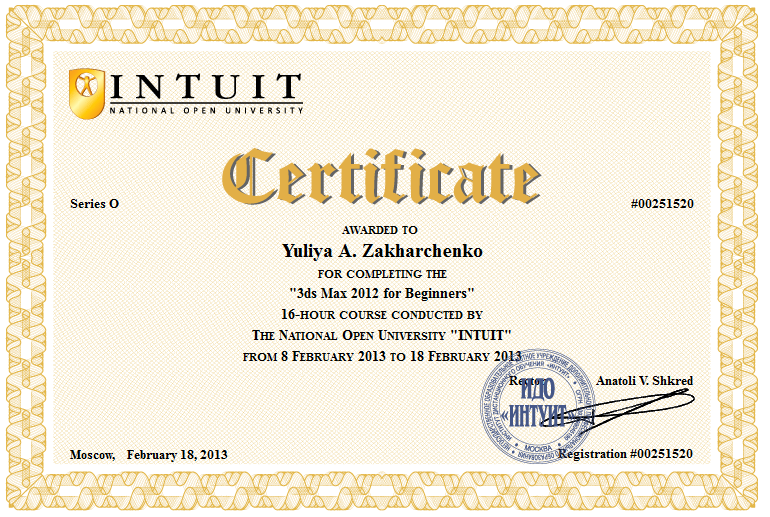 INTUIT
NATIONAL OPEN UNIVERSITY
Certificate
Series O #00251520
AWARDED TO
Yuliya A. Zakharchenko
FOR COMPLETING THE
"3ds Max 2012 for Beginners"
16-HOUR COURSE CONDUCTED BY
THE NATIONAL OPEN UNIVERSITY "INTUIT"
FROM 8 FEBRUARY 2013 TO 18 FEBRUARY 2013
Rector Anatoli V. Shkred
ИДО
«ИНТУИТ»
МОСКВА
Moscow, February 18, 2013 Registration #00251520